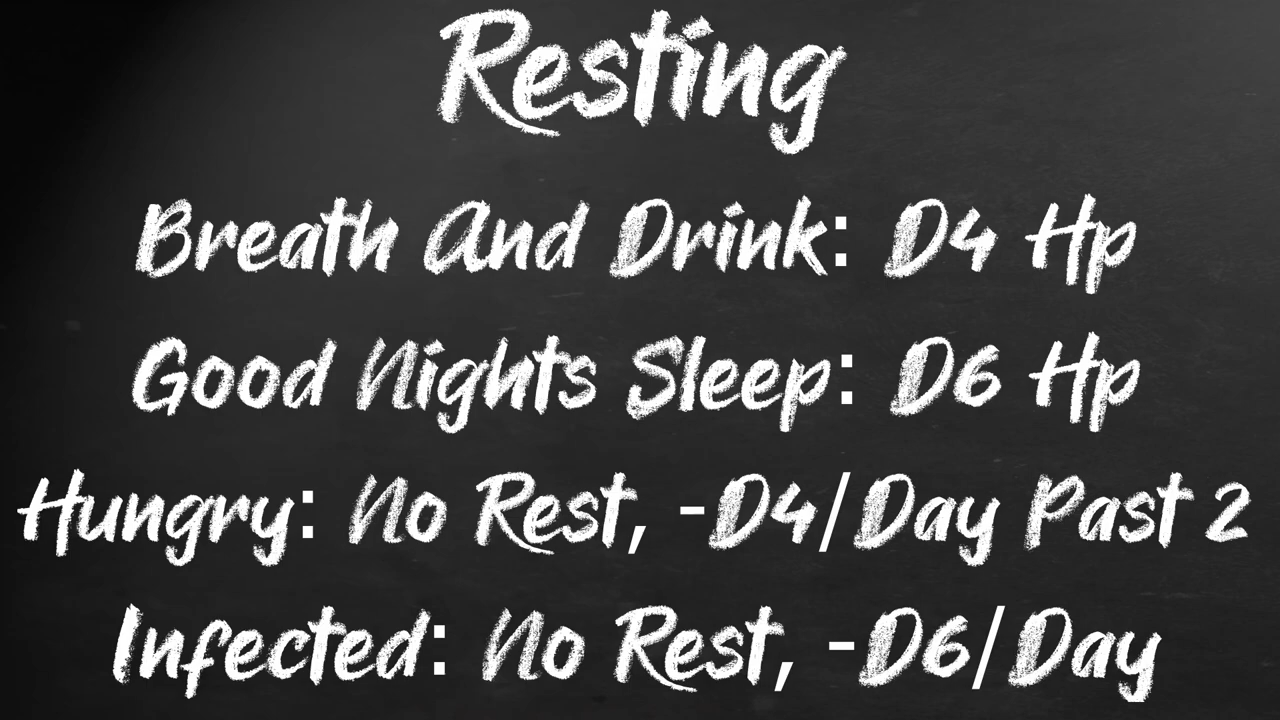 Resting
Breath And Drink: D4 Hp
Good Nights Sleep: D6 Hp
Hungry: No Rest, -D4/Day Past 2
Infected: No Rest, -D6/Day